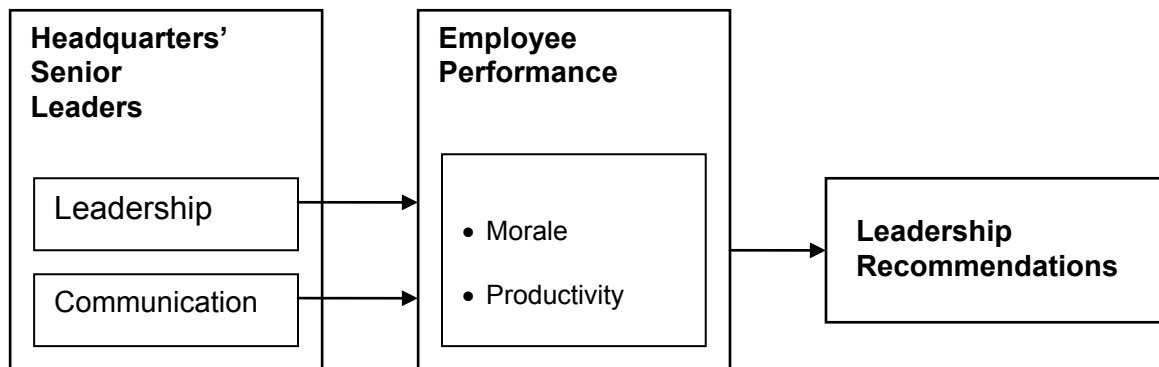 Headquarters’
Senior
Leaders
Leadership
Communication
Employee
Performance
• Morale
• Productivity
Leadership
Recommendations